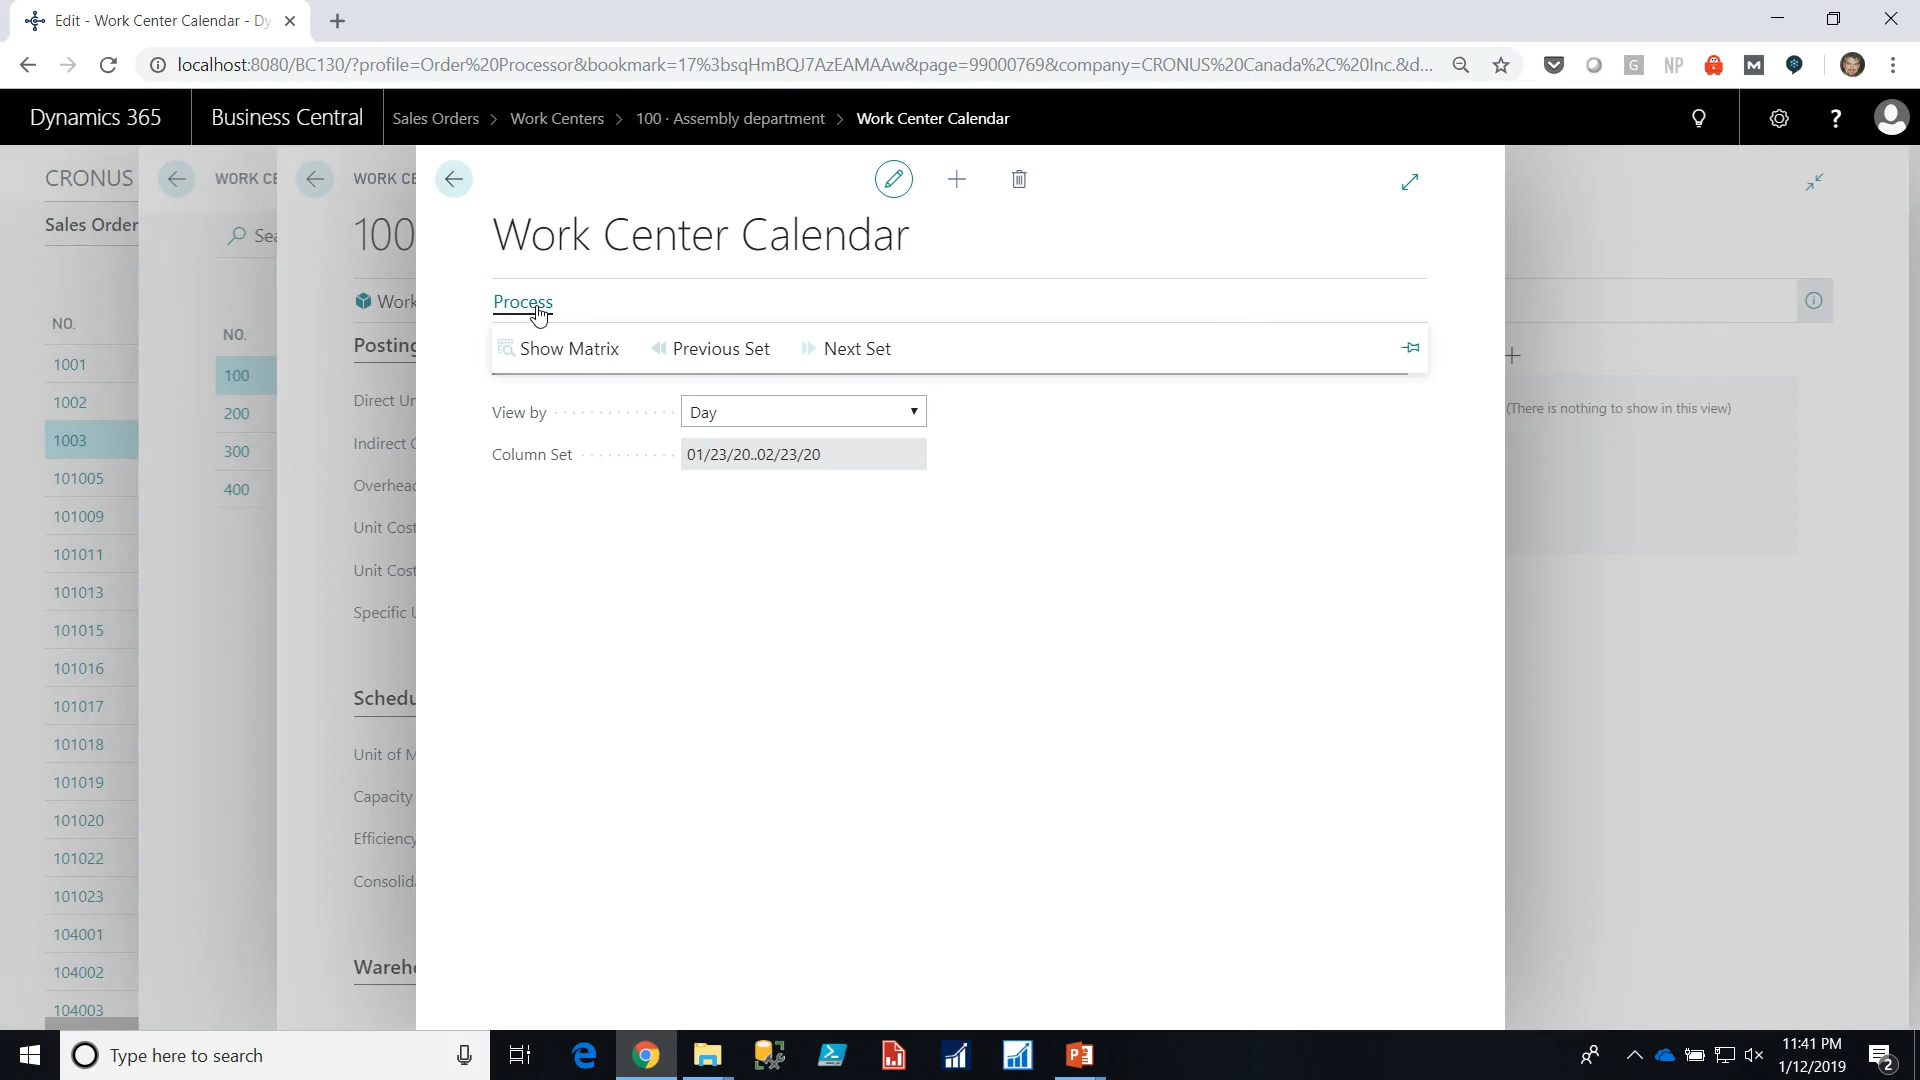 Edit - Work Center Calendar - Dy
localhost:8080/BC130/?profile=Order%20Processor&bookmark=17%3bsqHmBQJ7AzEAMAAw&page=99000769&company=CRONUS%20Canada%2C%20Inc.&d...
G
NP
M
Dynamics 365
Business Central
Sales Orders > Work Centers > 100 · Assembly department > Work Center Calendar
?
CRONUS
Sales Order
NO.
1001
1002
1003
101005
101009
101011
101013
101015
101016
101017
101018
101019
101020
101022
101023
104001
104002
104003
WORK CE
Sea
NO.
100
200
300
400
WORK CE
100
Work
Posting
Direct Un
Indirect C
Overhead
Unit Cost
Unit Cost
Specific U
Schedu
Unit of M
Capacity
Efficiency
Consolida
Wareho
Work Center Calendar
Process
Show Matrix
Previous Set
Next Set
View by
Day
Column Set
01/23/20..02/23/20
(There is nothing to show in this view)
Type here to search
11:41 PM
1/12/2019
2